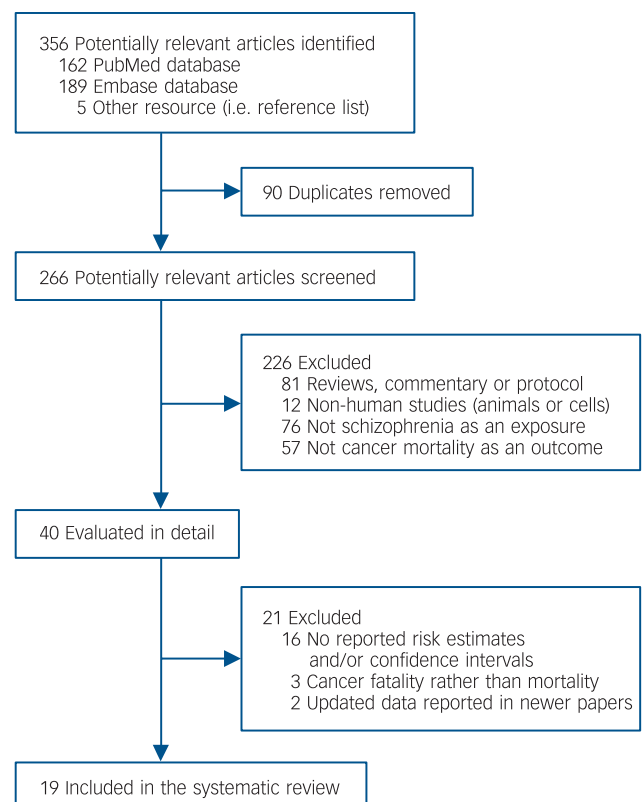 356 Potentially relevant articles identified
162 PubMed database
189 Embase database
5 Other resource (i.e. reference list)
90 Duplicates removed
266 Potentially relevant articles screened
226 Excluded
81 Reviews, commentary or protocol
12 Non-human studies (animals or cells)
76 Not schizophrenia as an exposure
57 Not cancer mortality as an outcome
40 Evaluated in detail
21 Excluded
16 No reported risk estimates
and/or confidence intervals
3 Cancer fatality rather than mortality
2 Updated data reported in newer papers
19 Included in the systematic review